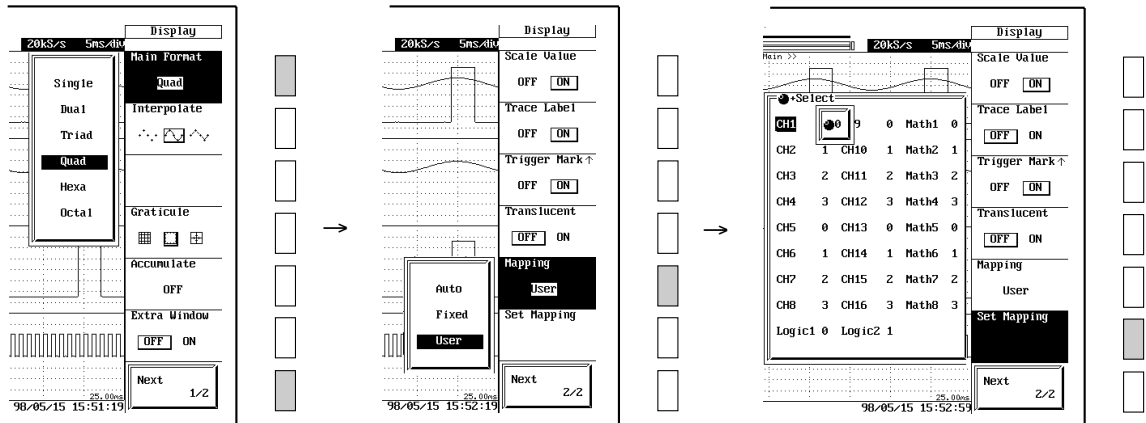 Display
20kS/s 5ms/div
Main Format
Quad
Single
Dual
Triad
Quad
Hexa
Octal
Interpolate
Graticule
Accumulate
OFF
Extra Window
OFF ON
Next
1/2
25.00ms
98/05/15 15:51:19
→
Display
20kS/s 5ms/div
Scale Value
OFF ON
Trace Label
OFF ON
Trigger Mark↑
OFF ON
Translucent
OFF ON
Mapping
User
Auto
Fixed
User
Set Mapping
Next
2/2
25.00ms
98/05/15 15:52:19
→
Display
20kS/s 5ms/div
Main >>
Scale Value
OFF ON
+Select
CH1 0 9 0 Math1 0
CH2 1 CH10 1 Math2 1
CH3 2 CH11 2 Math3 2
CH4 3 CH12 3 Math4 3
CH5 0 CH13 0 Math5 0
CH6 1 CH14 1 Math6 1
CH7 2 CH15 2 Math7 2
CH8 3 CH16 3 Math8 3
Logic1 0 Logic2 1
Trace Label
OFF ON
Trigger Mark↑
OFF ON
Translucent
OFF ON
Mapping
User
Set Mapping
Next
2/2
25.00ms
98/05/15 15:52:59